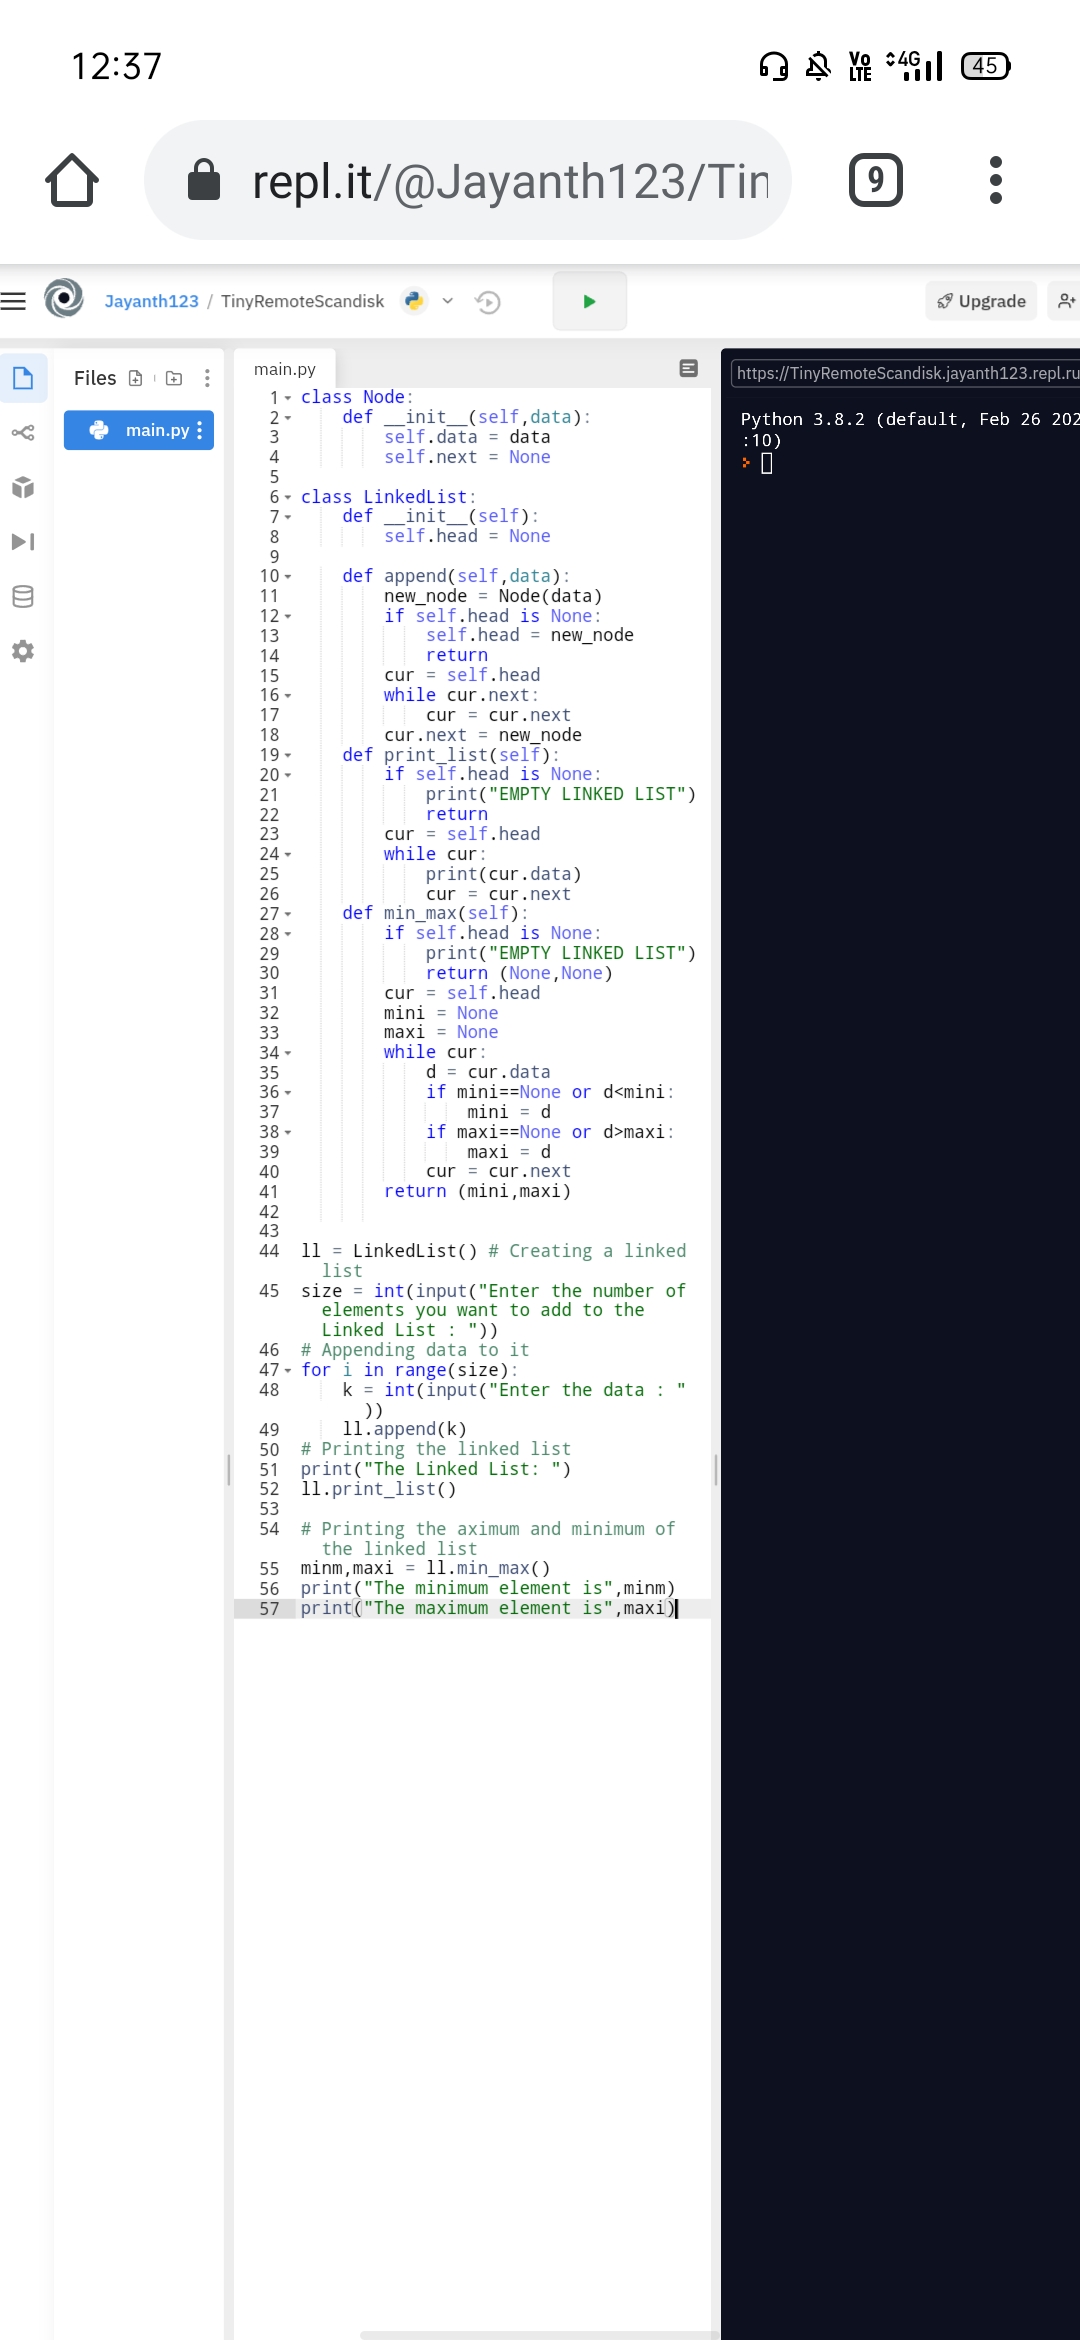 12:37
Vo LTE 4G 45
repl.it/@Jayanth123/Tin
9
Jayanth123 / TinyRemoteScandisk
Upgrade
Files
main.py
main.py
1 class Node:
2     def __init__(self,data):
3         self.data = data
4         self.next = None
5
6 class LinkedList:
7     def __init__(self):
8         self.head = None
9
10     def append(self,data):
11         new_node = Node(data)
12         if self.head is None:
13             self.head = new_node
14             return
15         cur = self.head
16         while cur.next:
17             cur = cur.next
18         cur.next = new_node
19     def print_list(self):
20         if self.head is None:
21             print("EMPTY LINKED LIST")
22             return
23         cur = self.head
24         while cur:
25             print(cur.data)
26             cur = cur.next
27     def min_max(self):
28         if self.head is None:
29             print("EMPTY LINKED LIST")
30             return (None,None)
31         cur = self.head
32         mini = None
33         maxi = None
34         while cur:
35             d = cur.data
36             if mini==None or d<mini:
37                 mini = d
38             if maxi==None or d>maxi:
39                 maxi = d
40             cur = cur.next
41         return (mini,maxi)
42
43
44 ll = LinkedList() # Creating a linked
list
45 size = int(input("Enter the number of
elements you want to add to the
Linked List : "))
46 # Appending data to it
47 for i in range(size):
48     k = int(input("Enter the data : "
))
49     ll.append(k)
50 # Printing the linked list
51 print("The Linked List: ")
52 ll.print_list()
53
54 # Printing the aximum and minimum of
the linked list
55 minm,maxi = ll.min_max()
56 print("The minimum element is",minm)
57 print("The maximum element is",maxi)
https://TinyRemoteScandisk.jayanth123.repl.ru
Python 3.8.2 (default, Feb 26 202
:10)